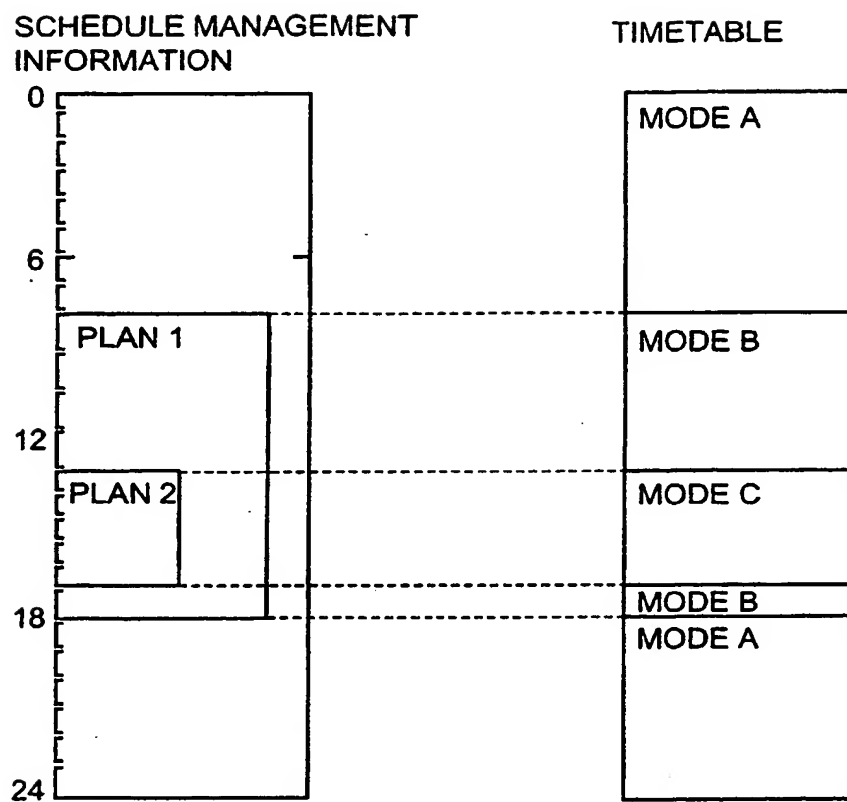 SCHEDULE MANAGEMENT
INFORMATION
TIMETABLE
0
6
12
18
24
PLAN 1
PLAN 2
MODE A
MODE B
MODE C
MODE B
MODE A